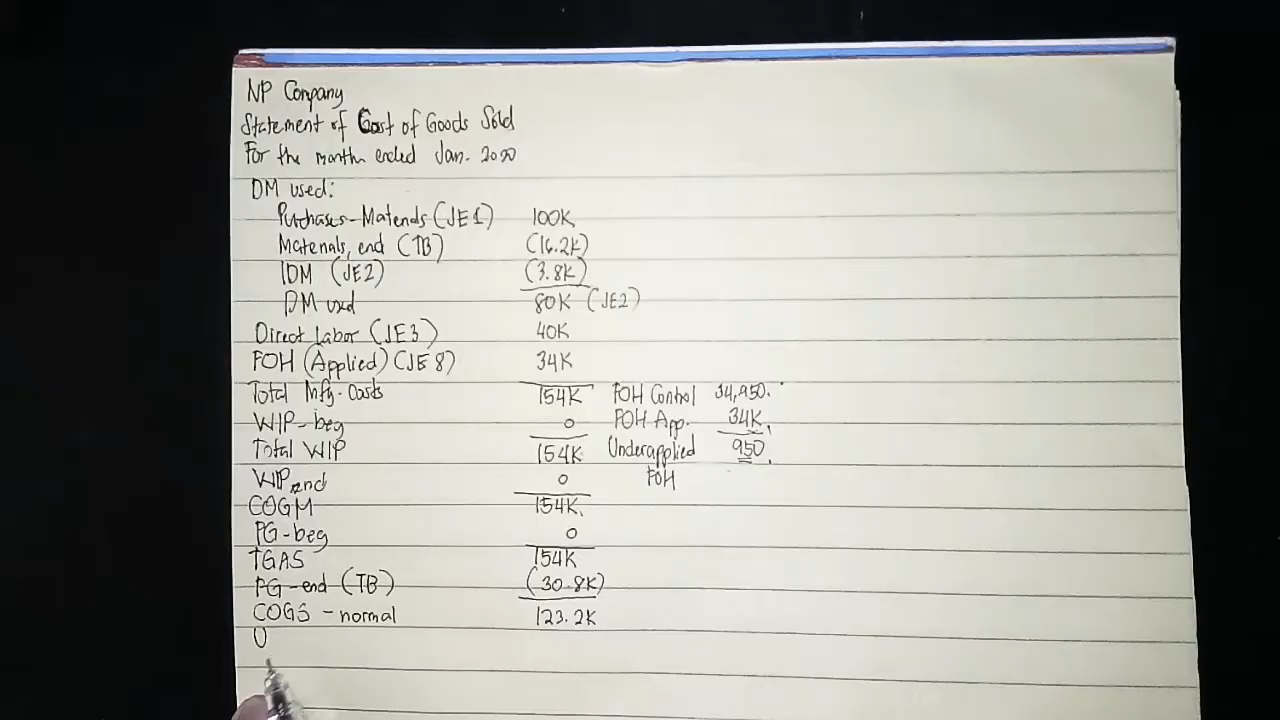 NP Company
Statement of Cost of Goods Sold
For the month ended Jan. 2020
DM used:
Purchases-Materials (JE1) 100K
Materials, end (TB) (16.2K)
IDM (JE2) (3.8K)
DM used 80K (JE2)
Direct Labor (JE3) 40K
FOH (Applied) (JE 8) 34K
Total Mfg. Costs 154K FOH Control 34,950.
WIP-beg 0 FOH App. 34K
Total WIP 154K Underapplied 950
WIP, end 0 FOH
COGM 154K
FG-beg 0
TGAS 154K
FG-end (TB) (30.8K)
COGS - normal 123.2K
U